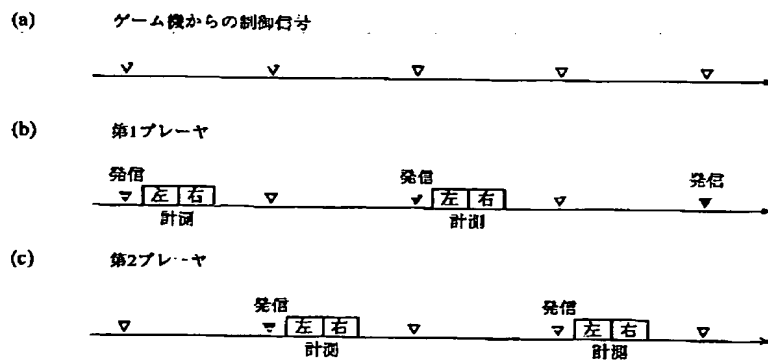 (a) ゲーム機からの制御信号
(b) 第1プレーヤ
発信 発信 発信
左 右 左 右
計測 計測
(c) 第2プレーヤ
発信 発信
左 右 左 右
計測 計測